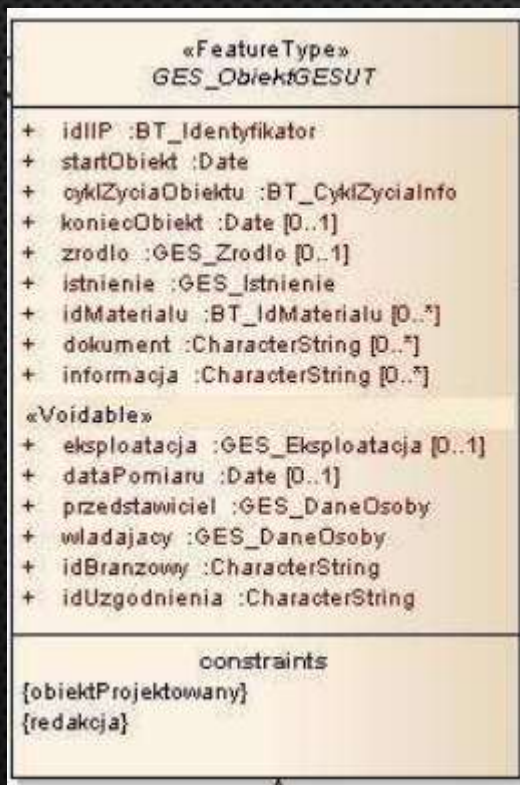 «FeatureType»
GES_ObiektGESUT
+ idIIP :BT_Identyfikator
+ startObiekt :Date
+ cyklZyciaObiektu :BT_CyklZyciaInfo
+ koniecObiekt :Date [0..1]
+ zrodlo :GES_Zrodlo [0..1]
+ istnienie :GES_Istnienie
+ idMaterialu :BT_IdMaterialu [0..*]
+ dokument :CharacterString [0..*]
+ informacja :CharacterString [0..*]
«Voidable»
+ eksploatacja :GES_Eksploatacja [0..1]
+ dataPomiaru :Date [0..1]
+ przedstawiciel :GES_DaneOsoby
+ wladajacy :GES_DaneOsoby
+ idBranzowy :CharacterString
+ idUzgodnienia :CharacterString
constraints
{obiektProjektowany}
{redakcja}